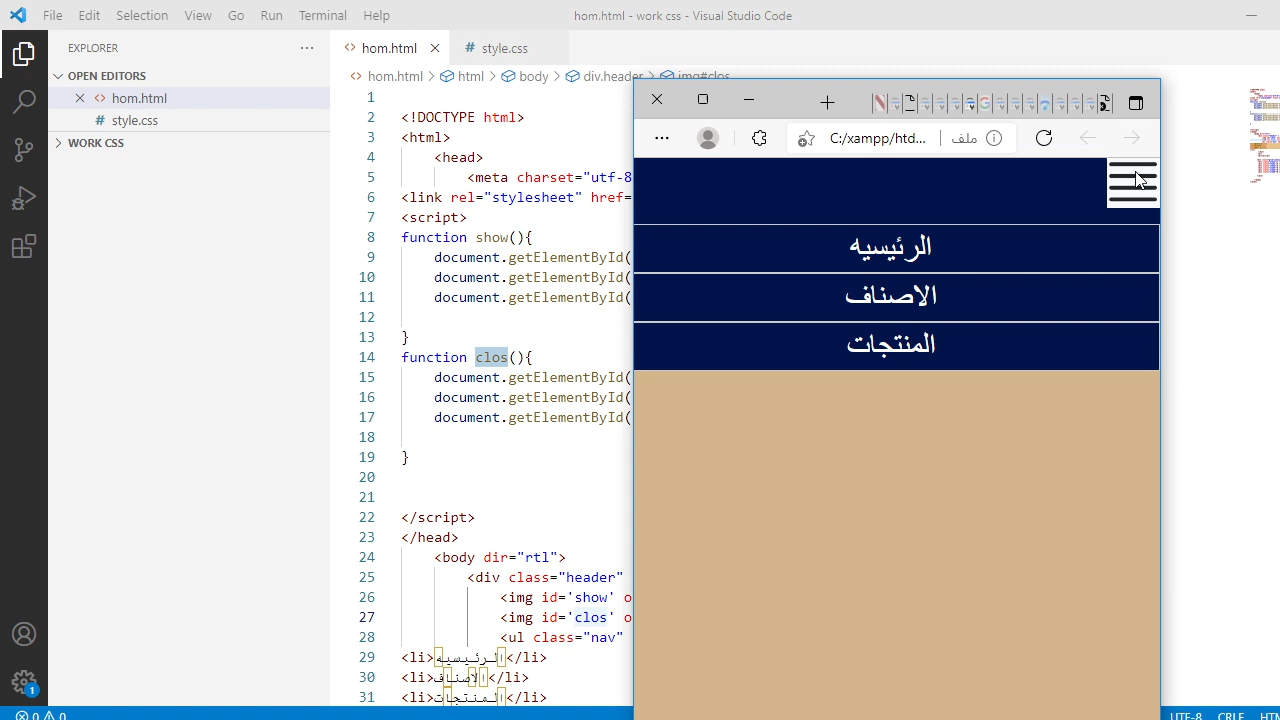 File Edit Selection View Go Run Terminal Help
hom.html - work css - Visual Studio Code
EXPLORER
OPEN EDITORS
hom.html
style.css
WORK CSS
hom.html
style.css
hom.html > html > body > div.header > img#clos
1
2 <!DOCTYPE html>
3 <html>
4 <head>
5 <meta charset="utf-8
6 <link rel="stylesheet" href=
7 <script>
8 function show(){
9 document.getElementById(
10 document.getElementById(
11 document.getElementById(
12
13 }
14 function clos(){
15 document.getElementById(
16 document.getElementById(
17 document.getElementById(
18
19 }
20
21
22 </script>
23 </head>
24 <body dir="rtl">
25 <div class="header"
26 <img id='show' o
27 <img id='clos' o
28 <ul class="nav"
29 <li>الرئيسيه</li>
30 <li>الاصناف</li>
31 <li>المنتجات</li>
C:/xampp/htd... ملف
الرئيسيه
الاصناف
المنتجات
1
0 0
UTF-8 CRLF HTM